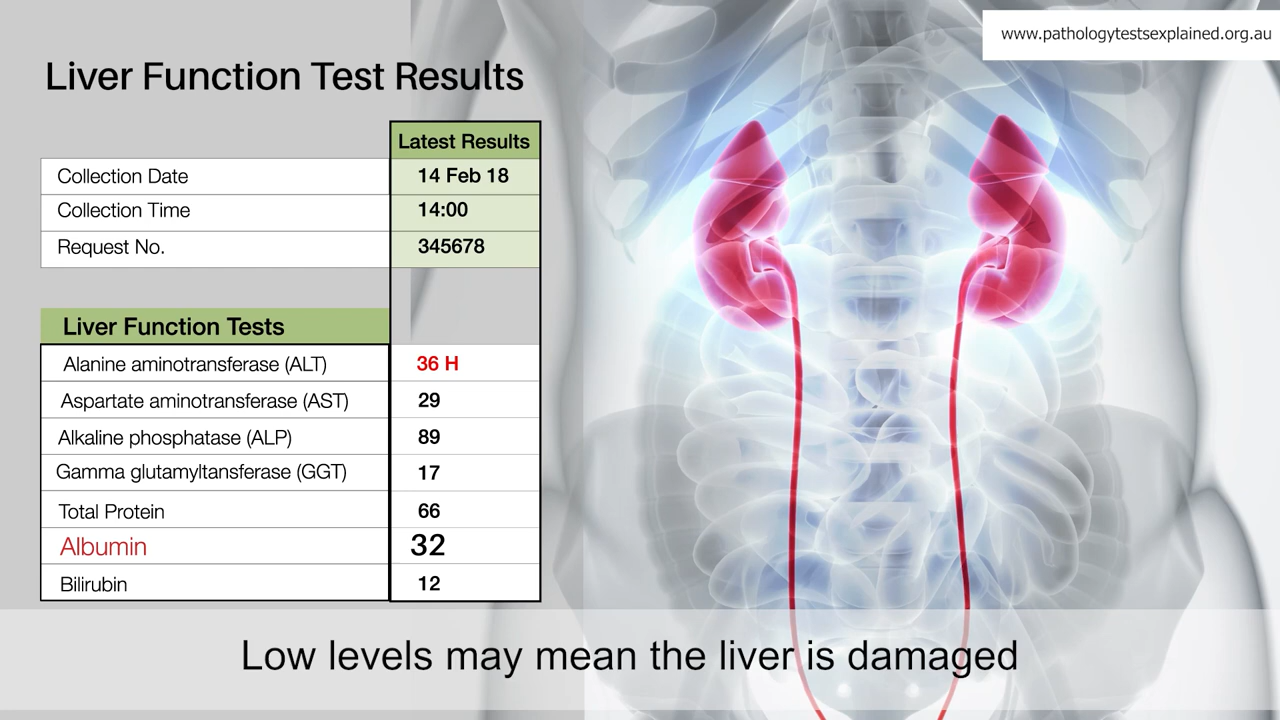 www.pathologytestsexplained.org.au
Liver Function Test Results
Latest Results
Collection Date 14 Feb 18
Collection Time 14:00
Request No. 345678
Liver Function Tests
Alanine aminotransferase (ALT) 36 H
Aspartate aminotransferase (AST) 29
Alkaline phosphatase (ALP) 89
Gamma glutamyltansferase (GGT) 17
Total Protein 66
Albumin 32
Bilirubin 12
Low levels may mean the liver is damaged